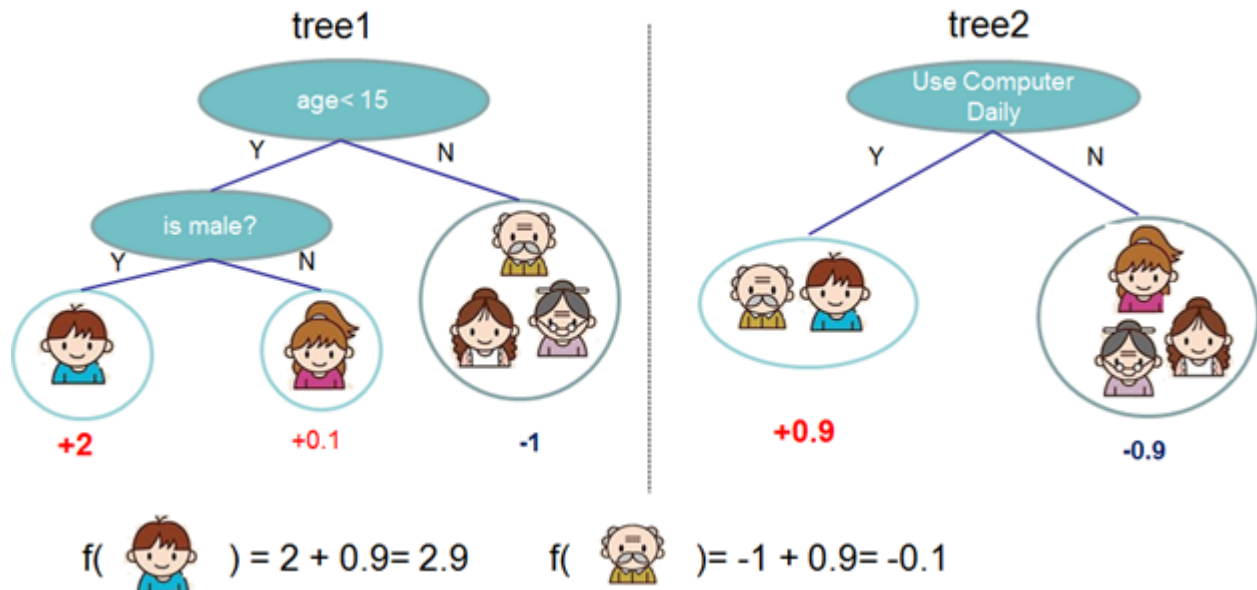 tree1
age< 15
Y
N
is male?
Y
N
+2
+0.1
-1
tree2
Use Computer
Daily
Y
N
+0.9
-0.9
f( ) = 2 + 0.9= 2.9
f( )= -1 + 0.9= -0.1